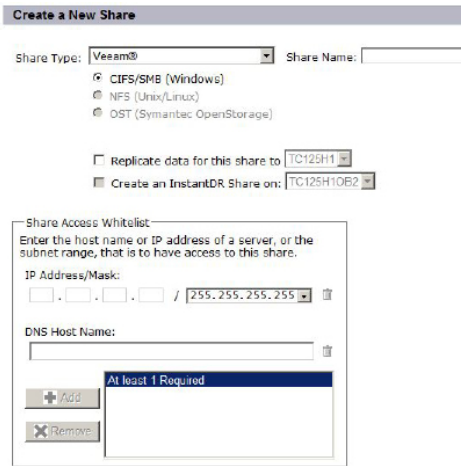 Create a New Share
Share Type: Veeam® Share Name:
CIFS/SMB (Windows)
NFS (Unix/Linux)
OST (Symantec OpenStorage)
Replicate data for this share to TC125H1
Create an InstantDR Share on: TC125H1OB2
Share Access Whitelist
Enter the host name or IP address of a server, or the
subnet range, that is to have access to this share.
IP Address/Mask:
. . . / 255.255.255.255
DNS Host Name:
At least 1 Required
Add
Remove